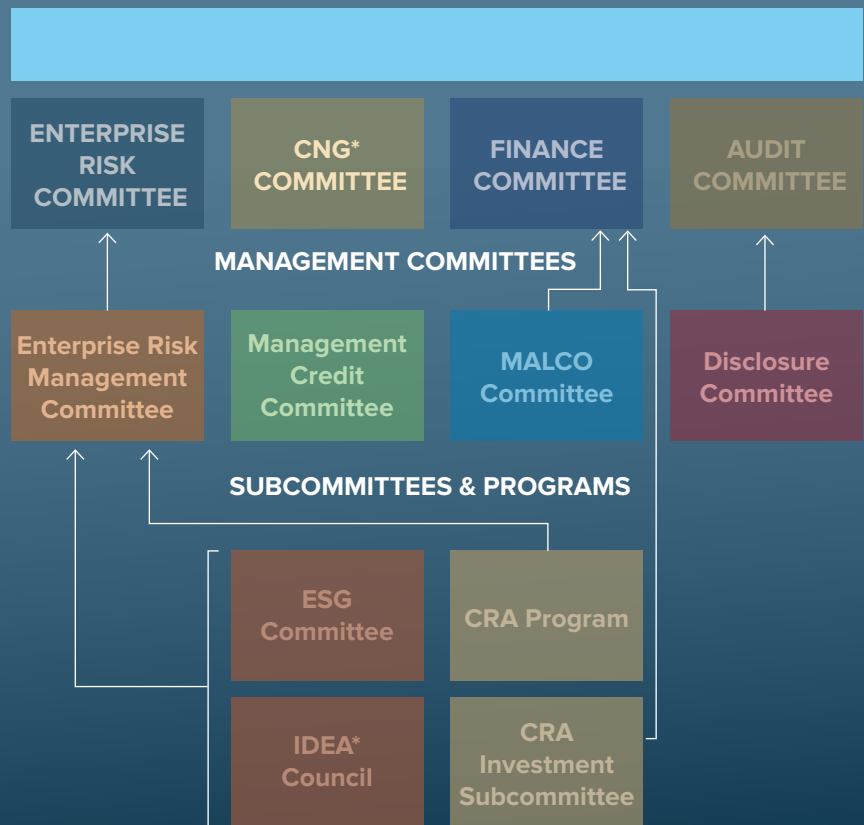 ENTERPRISE
RISK
COMMITTEE
CNG*
COMMITTEE
FINANCE
COMMITTEE
AUDIT
COMMITTEE
MANAGEMENT COMMITTEES
Enterprise Risk
Management
Committee
Management
Credit
Committee
MALCO
Committee
Disclosure
Committee
SUBCOMMITTEES & PROGRAMS
ESG
Committee
CRA Program
IDEA*
Council
CRA
Investment
Subcommittee